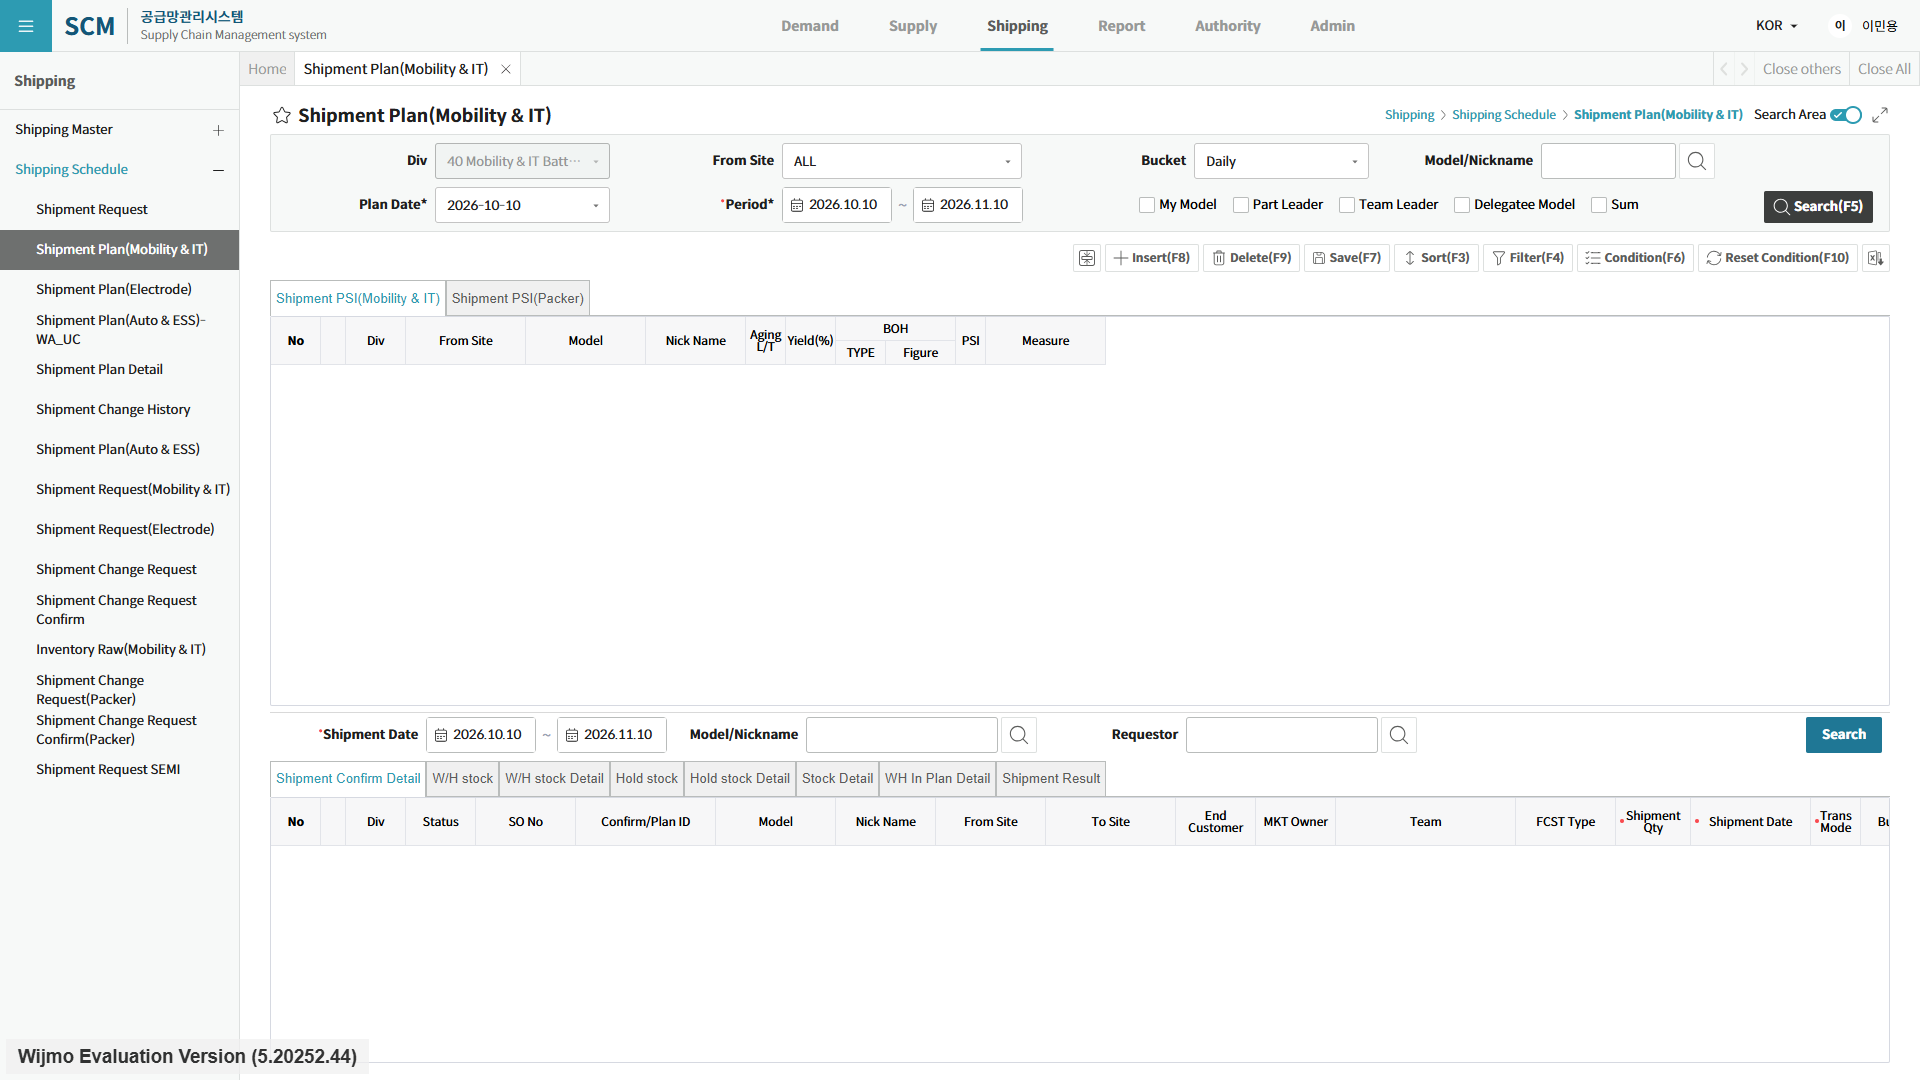 SCM
공급망관리시스템
Supply Chain Management system
Demand
Supply
Shipping
Report
Authority
Admin
KOR
이
이민용
Shipping
Home
Shipment Plan(Mobility & IT)
Close others
Close All
Shipping Master
Shipping Schedule
Shipment Request
Shipment Plan(Mobility & IT)
Shipment Plan(Electrode)
Shipment Plan(Auto & ESS)-
WA_UC
Shipment Plan Detail
Shipment Change History
Shipment Plan(Auto & ESS)
Shipment Request(Mobility & IT)
Shipment Request(Electrode)
Shipment Change Request
Shipment Change Request
Confirm
Inventory Raw(Mobility & IT)
Shipment Change
Request(Packer)
Shipment Change Request
Confirm(Packer)
Shipment Request SEMI
Shipment Plan(Mobility & IT)
Shipping > Shipping Schedule > Shipment Plan(Mobility & IT)
Search Area
Div
40 Mobility & IT Batt···
From Site
ALL
Bucket
Daily
Model/Nickname
Plan Date*
2026-10-10
*Period*
2026.10.10 ~ 2026.11.10
My Model
Part Leader
Team Leader
Delegatee Model
Sum
Search(F5)
Insert(F8)
Delete(F9)
Save(F7)
Sort(F3)
Filter(F4)
Condition(F6)
Reset Condition(F10)
Shipment PSI(Mobility & IT)
Shipment PSI(Packer)
No
Div
From Site
Model
Nick Name
Aging
L/T
Yield(%)
BOH
TYPE
Figure
PSI
Measure
*Shipment Date
2026.10.10 ~ 2026.11.10
Model/Nickname
Requestor
Search
Shipment Confirm Detail
W/H stock
W/H stock Detail
Hold stock
Hold stock Detail
Stock Detail
WH In Plan Detail
Shipment Result
No
Div
Status
SO No
Confirm/Plan ID
Model
Nick Name
From Site
To Site
End
Customer
MKT Owner
Team
FCST Type
Shipment
Qty
Shipment Date
Trans
Mode
Wijmo Evaluation Version (5.20252.44)